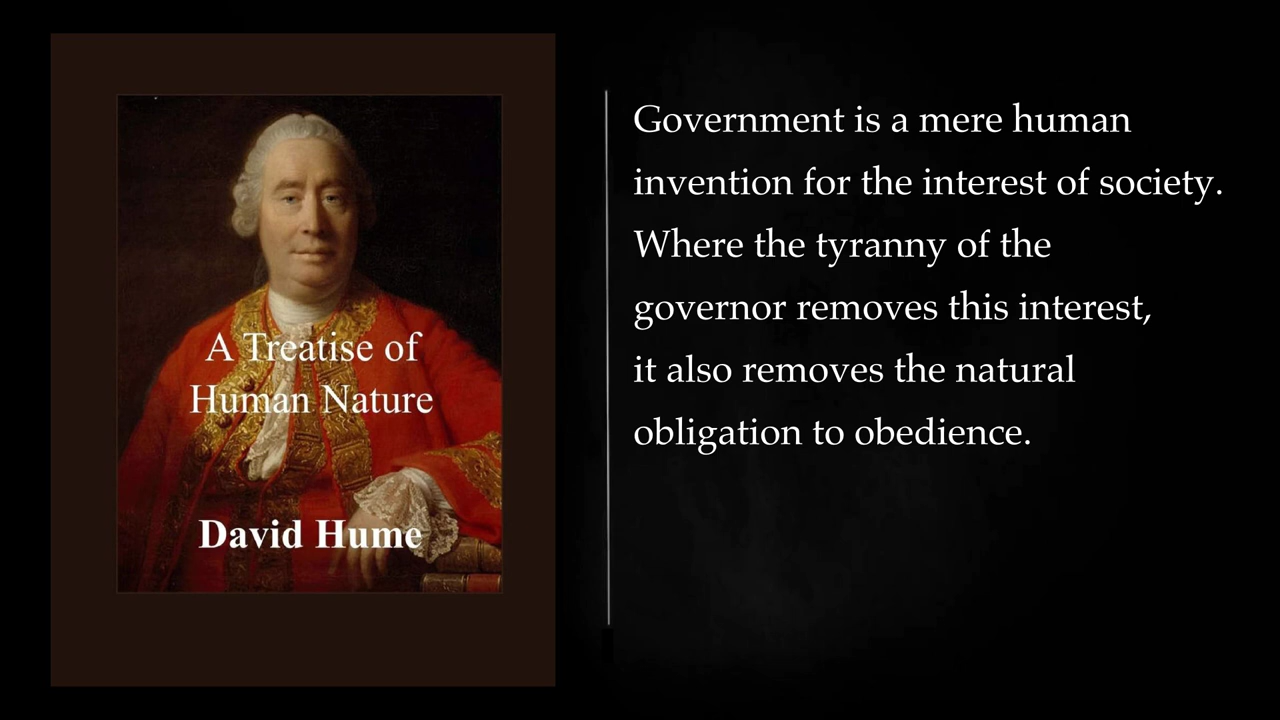 A Treatise of
Human Nature
David Hume
Government is a mere human
invention for the interest of society.
Where the tyranny of the
governor removes this interest,
it also removes the natural
obligation to obedience.